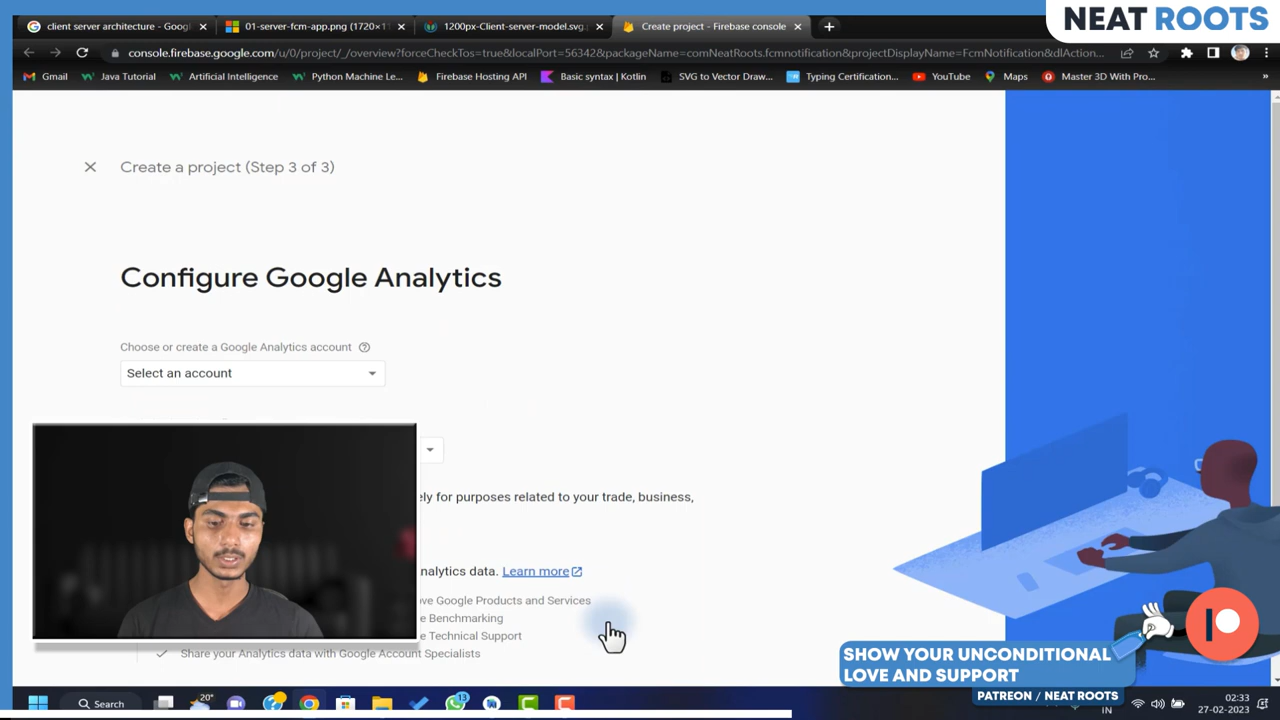 NEAT ROOTS
client server architecture - Goog
01-server-fcm-app.png (1720×1
1200px-Client-server-model.svg.
Create project - Firebase console
console.firebase.google.com/u/0/project/_/overview?forceCheckTos=true&localPort=56342&packageName=comNeatRoots.fcmnotification&projectDisplayName=FcmNotification&dlAction...
Gmail
Java Tutorial
Artificial Intelligence
Python Machine Le...
Firebase Hosting API
Basic syntax | Kotlin
SVG to Vector Draw...
Typing Certification...
YouTube
Maps
Master 3D With Pro...
»
Create a project (Step 3 of 3)
Configure Google Analytics
Choose or create a Google Analytics account
Select an account
ely for purposes related to your trade, business,
nalytics data. Learn more
ve Google Products and Services
e Benchmarking
e Technical Support
Share your Analytics data with Google Account Specialists
SHOW YOUR UNCONDITIONAL
LOVE AND SUPPORT
PATREON / NEAT ROOTS
Search
20°
13
IN
02:33
27-02-2023